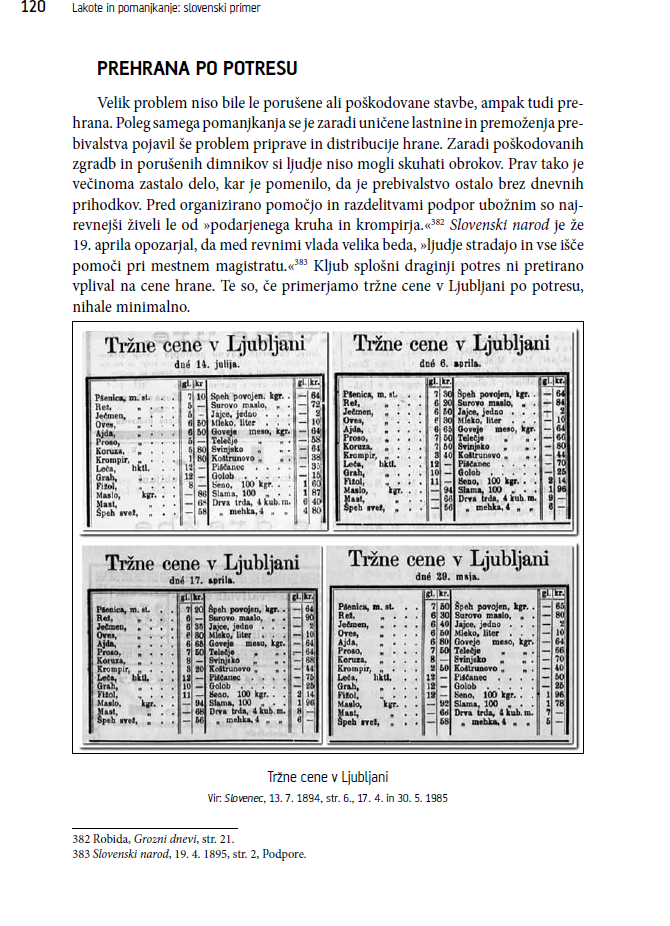 120 Lakote in pomanjkanje: slovenski primer
PREHRANA PO POTRESU
Velik problem niso bile le porušene ali poškodovane stavbe, ampak tudi pre-
hrana. Poleg samega pomanjkanja se je zaradi uničene lastnine in premoženja pre-
bivalstva pojavil še problem priprave in distribucije hrane. Zaradi poškodovanih
zgradb in porušenih dimnikov si ljudje niso mogli skuhati obrokov. Prav tako je
večinoma zastalo delo, kar je pomenilo, da je prebivalstvo ostalo brez dnevnih
prihodkov. Pred organizirano pomočjo in razdelitvami podpor ubožnim so naj-
revnejši živeli le od »podarjenega kruha in krompirja.«382 Slovenski narod je že
19. aprila opozarjal, da med revnimi vlada velika beda, »ljudje stradajo in vse išče
pomoči pri mestnem magistratu.«383 Kljub splošni draginji potres ni pretirano
vplival na cene hrane. Te so, če primerjamo tržne cene v Ljubljani po potresu,
nihale minimalno.
Tržne cene v Ljubljani
dné 14. julija.
gl. kr. gl. kr.
Pšenica, m. st. 7 10 Špeh povojen, kgr. — 64
Rež, 5 — Surovo maslo, „ — 72
Ječmen, 5 — Jajce, jedno — 2
Oves, 6 50 Mleko, liter — 10
Ajda, 6 50 Goveje meso, kgr. — 64
Proso, 5 — Telečje „ „ — 58
Koruza, 5 80 Svinjsko „ „ — 64
Krompir, 1 80 Koštrunovo „ „ — 38
Leča, hktl. 12 — Piščanec — 35
Grah, „ 12 — Golob — 15
Fižol, „ 8 — Seno, 100 kgr. 1 60
Maslo, kgr. — 86 Slama, 100 „ 1 87
Mast, „ — 68 Drva trda, 4 kub. m. 6 40
Špeh svež, „ — 58 „ mehka, 4 „ „ 4 80
Tržne cene v Ljubljani
dné 6. aprila.
gl. kr. gl. kr.
Pšenica, m. st. 7 30 Špeh povojen, kgr. — 64
Rež, 6 20 Surovo maslo, „ — 84
Ječmen, 6 50 Jajce, jedno — 2
Oves, 6 30 Mleko, liter — 10
Ajda, 6 65 Goveje meso, kgr. — 64
Proso, 7 50 Telečje „ „ — 66
Koruza, 7 50 Svinjsko „ „ — 80
Krompir, 3 40 Koštrunovo „ „ — 44
Leča, hktl. 12 — Piščanec — 70
Grah, „ 10 — Golob — 25
Fižol, „ 11 — Seno, 100 kgr. 2 14
Maslo, kgr. — 94 Slama, 100 „ 1 96
Mast, „ — 68 Drva trda, 4 kub. m. 9 —
Špeh svež, „ — 56 „ mehka, 4 „ „ 6 —
Tržne cene v Ljubljani
dné 17. aprila.
gl. kr. gl. kr.
Pšenica, m. st. 7 20 Špeh povojen, kgr. — 64
Rež, 6 — Surovo maslo, „ — 90
Ječmen, 6 35 Jajce, jedno — 2
Oves, 6 80 Mleko, liter — 10
Ajda, 6 65 Goveje meso, kgr. — 64
Proso, 7 50 Telečje „ „ — 64
Koruza, 8 — Svinjsko „ „ — 68
Krompir, 3 20 Koštrunovo „ „ — 44
Leča, hktl. 12 — Piščanec — 75
Grah, „ 10 — Golob — 25
Fižol, „ 11 — Seno, 100 kgr. 2 14
Maslo, kgr. — 94 Slama, 100 „ 1 96
Mast, „ — 68 Drva trda, 4 kub. m. 8 —
Špeh svež, „ — 56 „ mehka, 4 „ „ 6 —
Tržne cene v Ljubljani
dné 29. maja.
gl. kr. gl. kr.
Pšenica, m. st. 7 50 Špeh povojen, kgr. — 65
Rež, 6 30 Surovo maslo, „ — 80
Ječmen, 6 40 Jajce, jedno — 2
Oves, 6 50 Mleko, liter — 10
Ajda, 6 80 Goveje meso, kgr. — 64
Proso, 7 50 Telečje „ „ — 66
Koruza, 8 — Svinjsko „ „ — 70
Krompir, 2 50 Koštrunovo „ „ — 40
Leča, hktl. 12 — Piščanec — 50
Grah, „ 12 — Golob — 25
Fižol, „ 12 — Seno, 100 kgr. 1 96
Maslo, kgr. — 92 Slama, 100 „ 1 78
Mast, „ — Drva trda, 4 kub. m. 7 —
Špeh svež, „ — 58 „ mehka, 4 „ „ 5 —
Tržne cene v Ljubljani
Vir: Slovenec, 13. 7. 1894, str. 6., 17. 4. in 30. 5. 1985
382 Robida, Grozni dnevi, str. 21.
383 Slovenski narod, 19. 4. 1895, str. 2, Podpore.